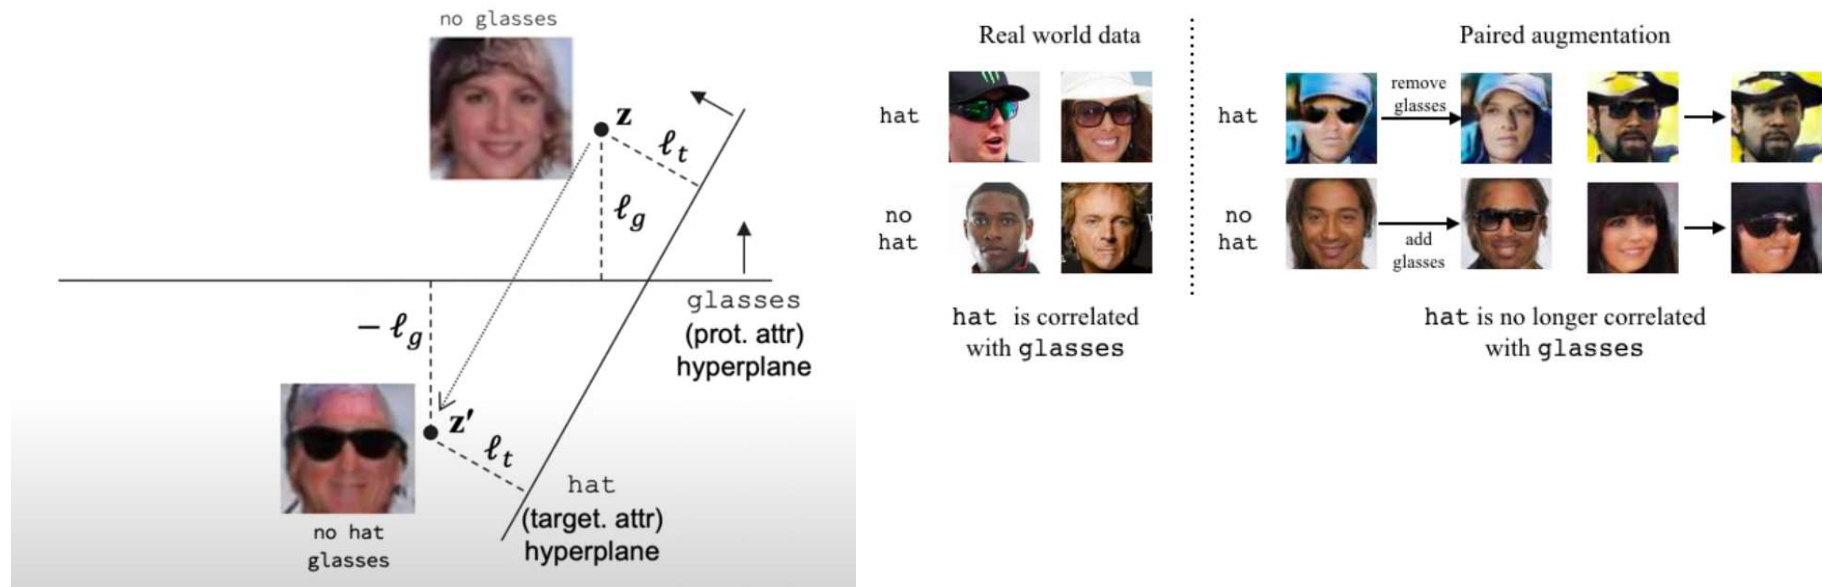 no glasses
z
ℓt
ℓg
glasses
(prot. attr)
hyperplane
− ℓg
z′
ℓt
hat
(target. attr)
hyperplane
no hat
glasses
Real world data
hat
no
hat
hat is correlated
with glasses
Paired augmentation
hat
remove
glasses
no
hat
add
glasses
hat is no longer correlated
with glasses